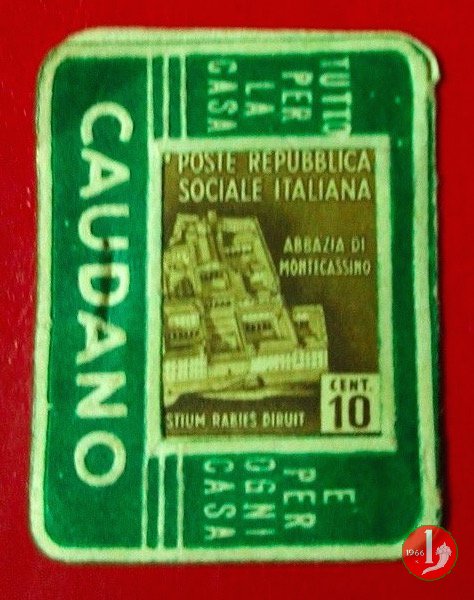 CAUDANO
TUTTO
PER
LA
CASA
POSTE REPUBBLICA
SOCIALE ITALIANA
ABBAZIA DI
MONTECASSINO
STIUM RABIES DIRUIT
CENT.
10
E
PER
OGNI
CASA
1966